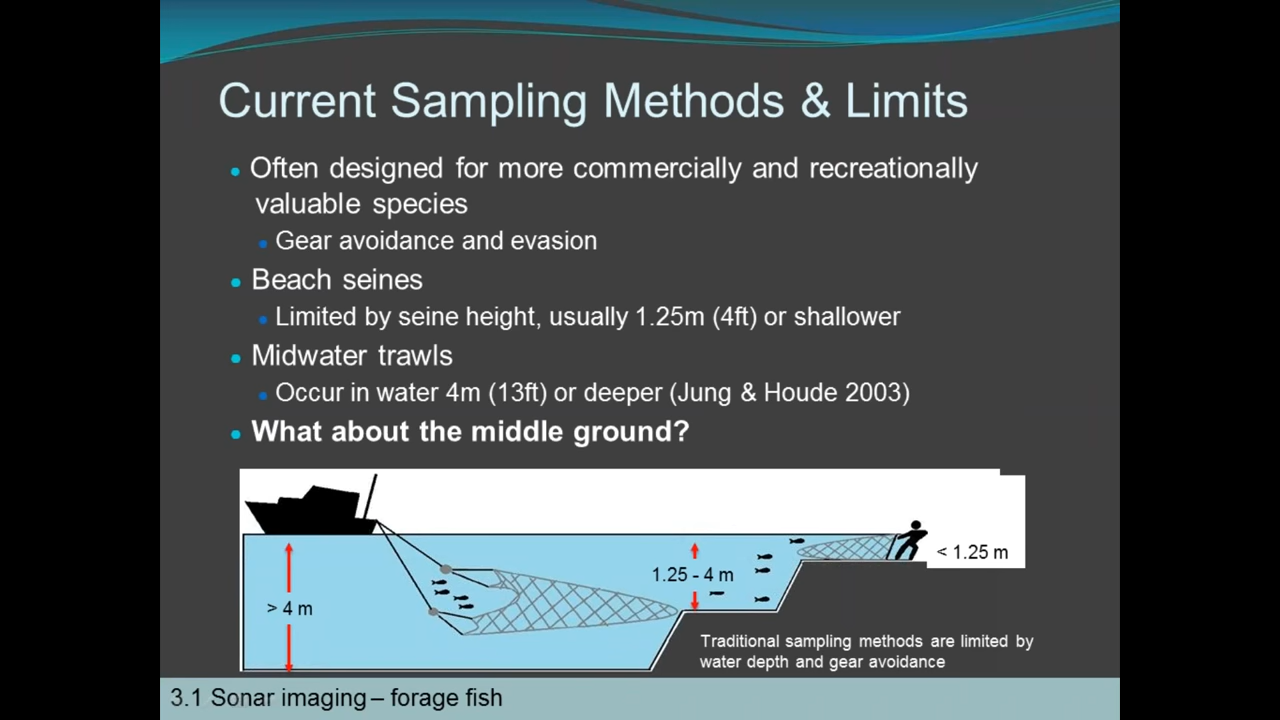 Current Sampling Methods & Limits
• Often designed for more commercially and recreationally
valuable species
• Gear avoidance and evasion
• Beach seines
• Limited by seine height, usually 1.25m (4ft) or shallower
• Midwater trawls
• Occur in water 4m (13ft) or deeper (Jung & Houde 2003)
• What about the middle ground?
< 1.25 m
1.25 - 4 m
> 4 m
Traditional sampling methods are limited by
water depth and gear avoidance
3.1 Sonar imaging – forage fish